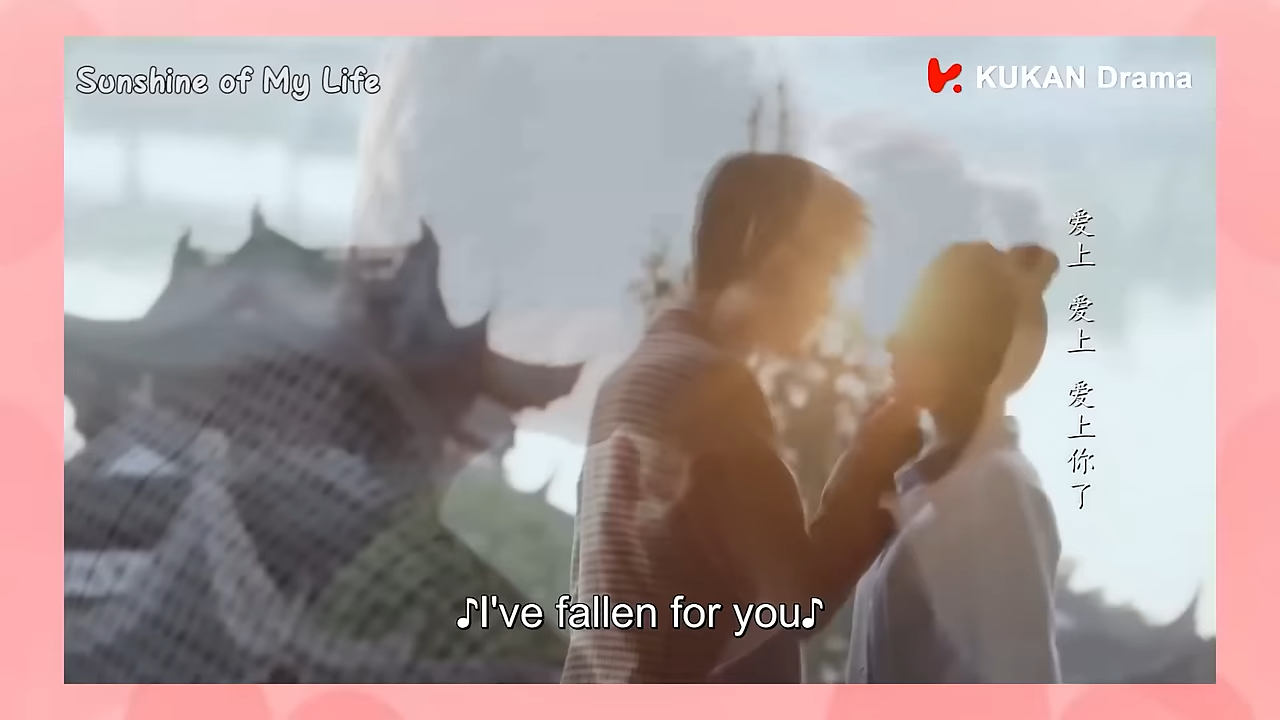 Sunshine of My Life
KUKAN Drama
爱上 爱上 爱上你了
♪I've fallen for you♪